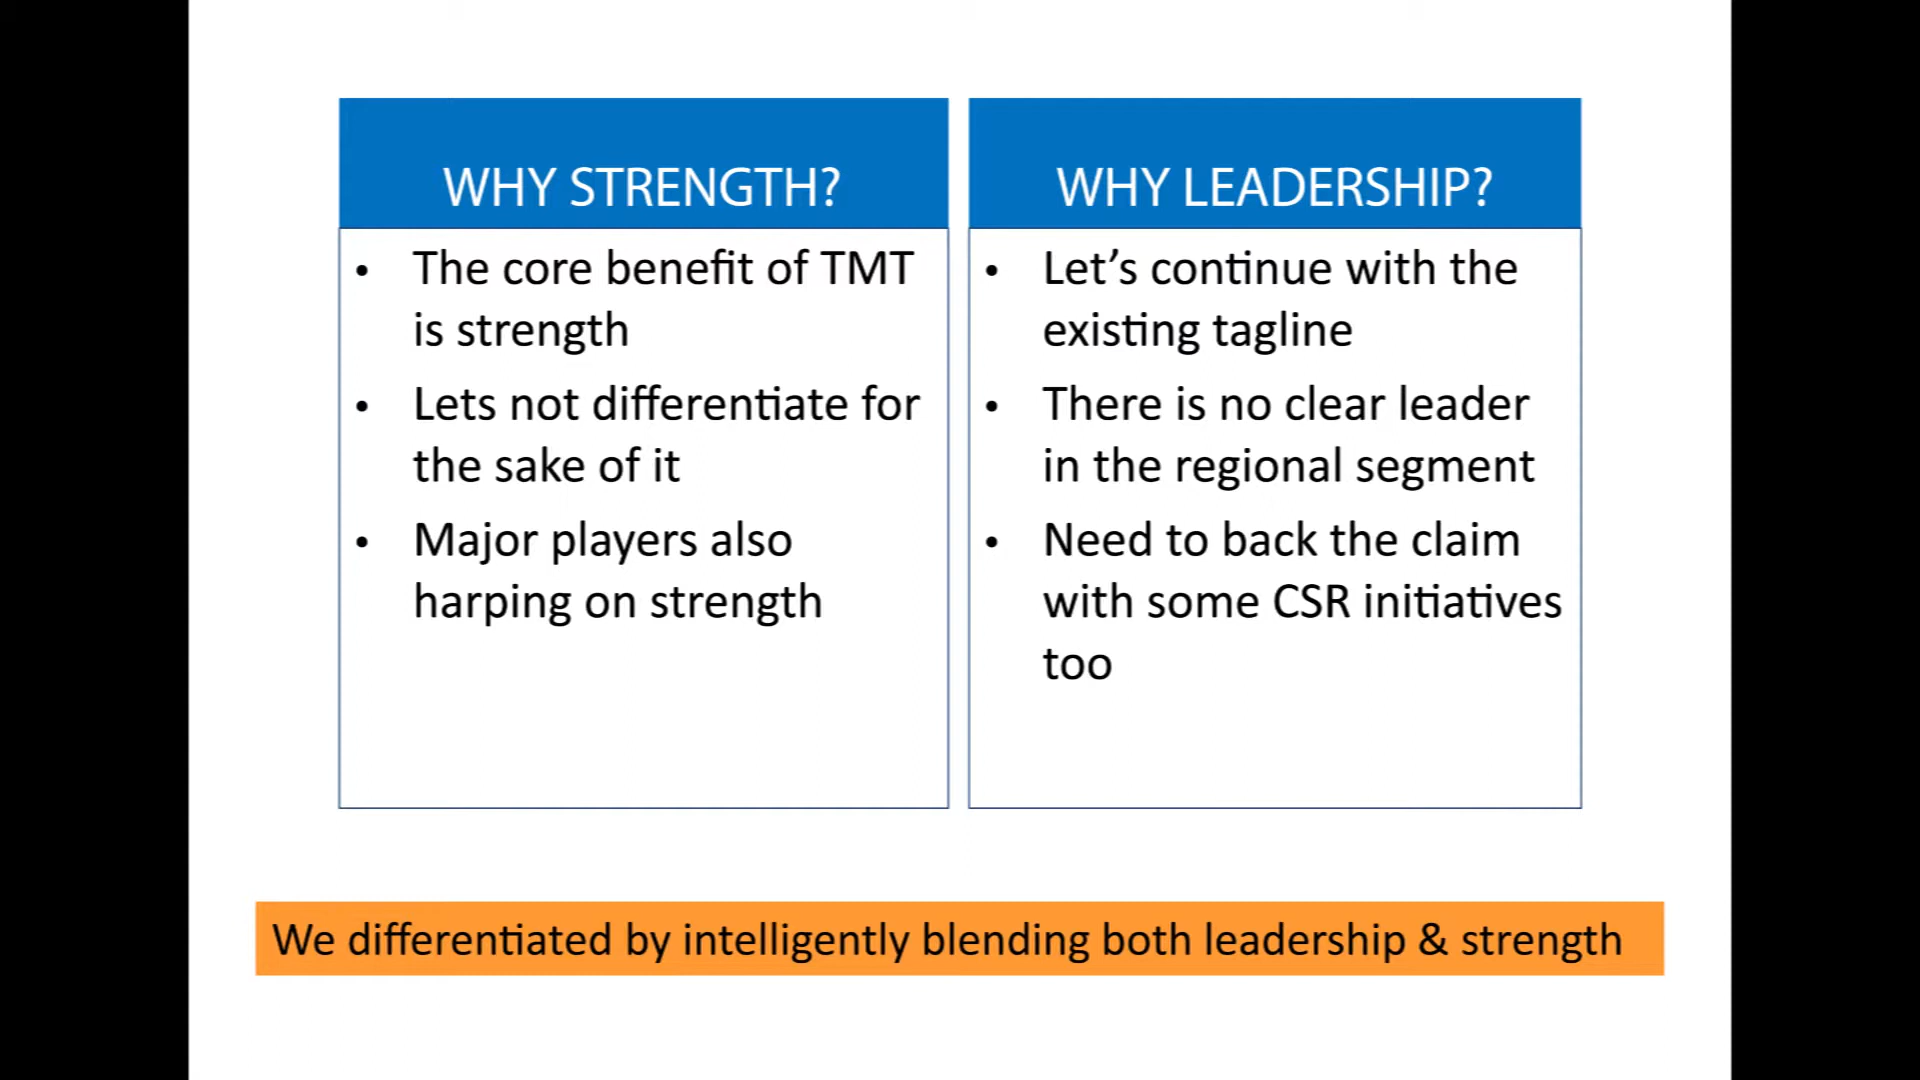 WHY STRENGTH?
• The core benefit of TMT
is strength
• Lets not differentiate for
the sake of it
• Major players also
harping on strength
WHY LEADERSHIP?
• Let’s continue with the
existing tagline
• There is no clear leader
in the regional segment
• Need to back the claim
with some CSR initiatives
too
We differentiated by intelligently blending both leadership & strength